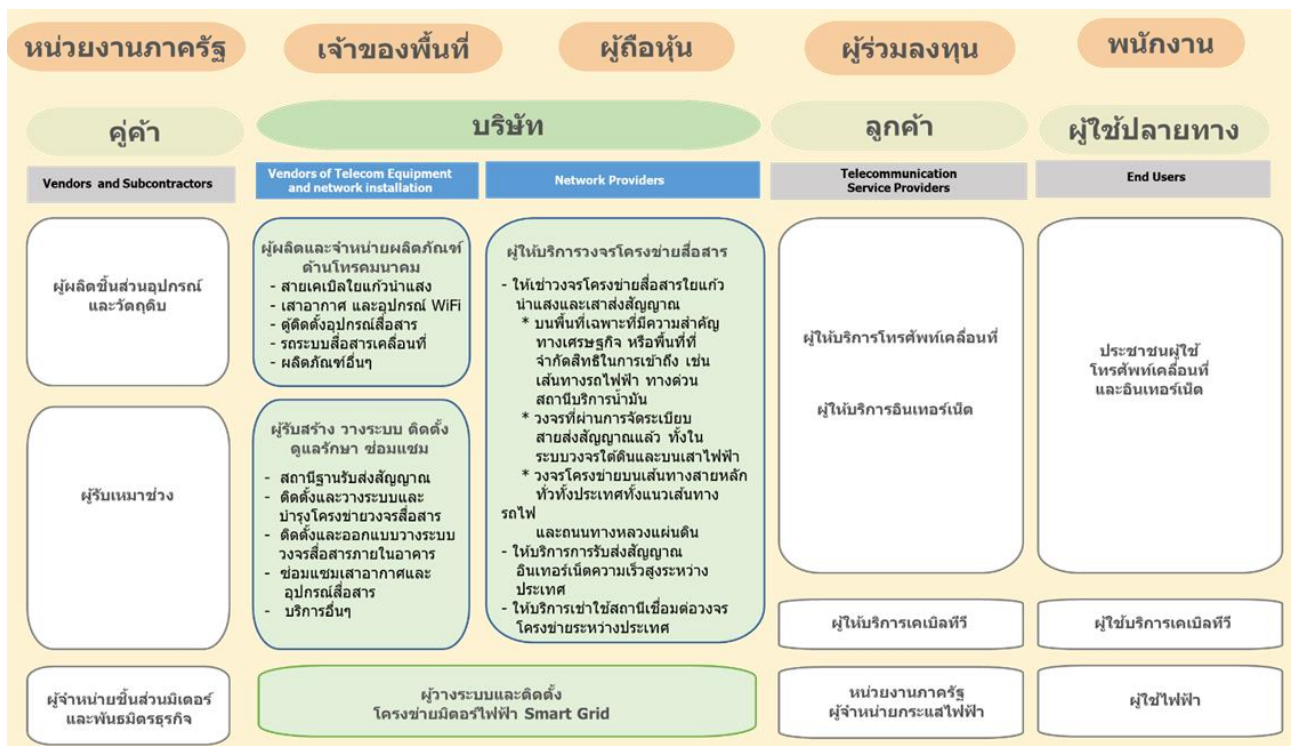 หน่วยงานภาครัฐ
เจ้าของพื้นที่
ผู้ถือหุ้น
ผู้ร่วมลงทุน
พนักงาน
คู่ค้า
บริษัท
ลูกค้า
ผู้ใช้ปลายทาง
Vendors and Subcontractors
Vendors of Telecom Equipment
and network installation
Network Providers
Telecommunication
Service Providers
End Users
ผู้ผลิตชิ้นส่วนอุปกรณ์
และวัตถุดิบ
ผู้รับเหมาช่วง
ผู้จำหน่ายชิ้นส่วนมิเตอร์
และพันธมิตรธุรกิจ
ผู้ผลิตและจำหน่ายผลิตภัณฑ์
ด้านโทรคมนาคม
- สายเคเบิลใยแก้วนำแสง
- เสาอากาศ และอุปกรณ์ WiFi
- ตู้ติดตั้งอุปกรณ์สื่อสาร
- รถระบบสื่อสารเคลื่อนที่
- ผลิตภัณฑ์อื่นๆ
ผู้รับสร้าง วางระบบ ติดตั้ง
ดูแลรักษา ซ่อมแซม
- สถานีฐานรับส่งสัญญาณ
- ติดตั้งและวางระบบและ
บำรุงโครงข่ายวงจรสื่อสาร
- ติดตั้งและออกแบบวางระบบ
วงจรสื่อสารภายในอาคาร
- ซ่อมแซมเสาอากาศและ
อุปกรณ์สื่อสาร
- บริการอื่นๆ
ผู้ให้บริการวงจรโครงข่ายสื่อสาร
- ให้เช่าวงจรโครงข่ายสื่อสารใยแก้ว
นำแสงและเสาส่งสัญญาณ
* บนพื้นที่เฉพาะที่มีความสำคัญ
ทางเศรษฐกิจ หรือพื้นที่ที่
จำกัดสิทธิในการเข้าถึง เช่น
เส้นทางรถไฟฟ้า ทางด่วน
สถานีบริการน้ำมัน
* วงจรที่ผ่านการจัดระเบียบ
สายส่งสัญญาณแล้ว ทั้งใน
ระบบวงจรใต้ดินและบนเสาไฟฟ้า
* วงจรโครงข่ายบนเส้นทางสายหลัก
ทั่วทั้งประเทศทั้งแนวเส้นทาง
รถไฟ
และถนนทางหลวงแผ่นดิน
- ให้บริการการรับส่งสัญญาณ
อินเทอร์เน็ตความเร็วสูงระหว่าง
ประเทศ
- ให้บริการเช่าใช้สถานีเชื่อมต่อวงจร
โครงข่ายระหว่างประเทศ
ผู้วางระบบและติดตั้ง
โครงข่ายมิตอร์ไฟฟ้า Smart Grid
ผู้ให้บริการโทรศัพท์เคลื่อนที่
ผู้ให้บริการอินเทอร์เน็ต
ผู้ให้บริการเคเบิลทีวี
หน่วยงานภาครัฐ
ผู้จำหน่ายกระแสไฟฟ้า
ประชาชนผู้ใช้
โทรศัพท์เคลื่อนที่
และอินเทอร์เน็ต
ผู้ใช้บริการเคเบิลทีวี
ผู้ใช้ไฟฟ้า